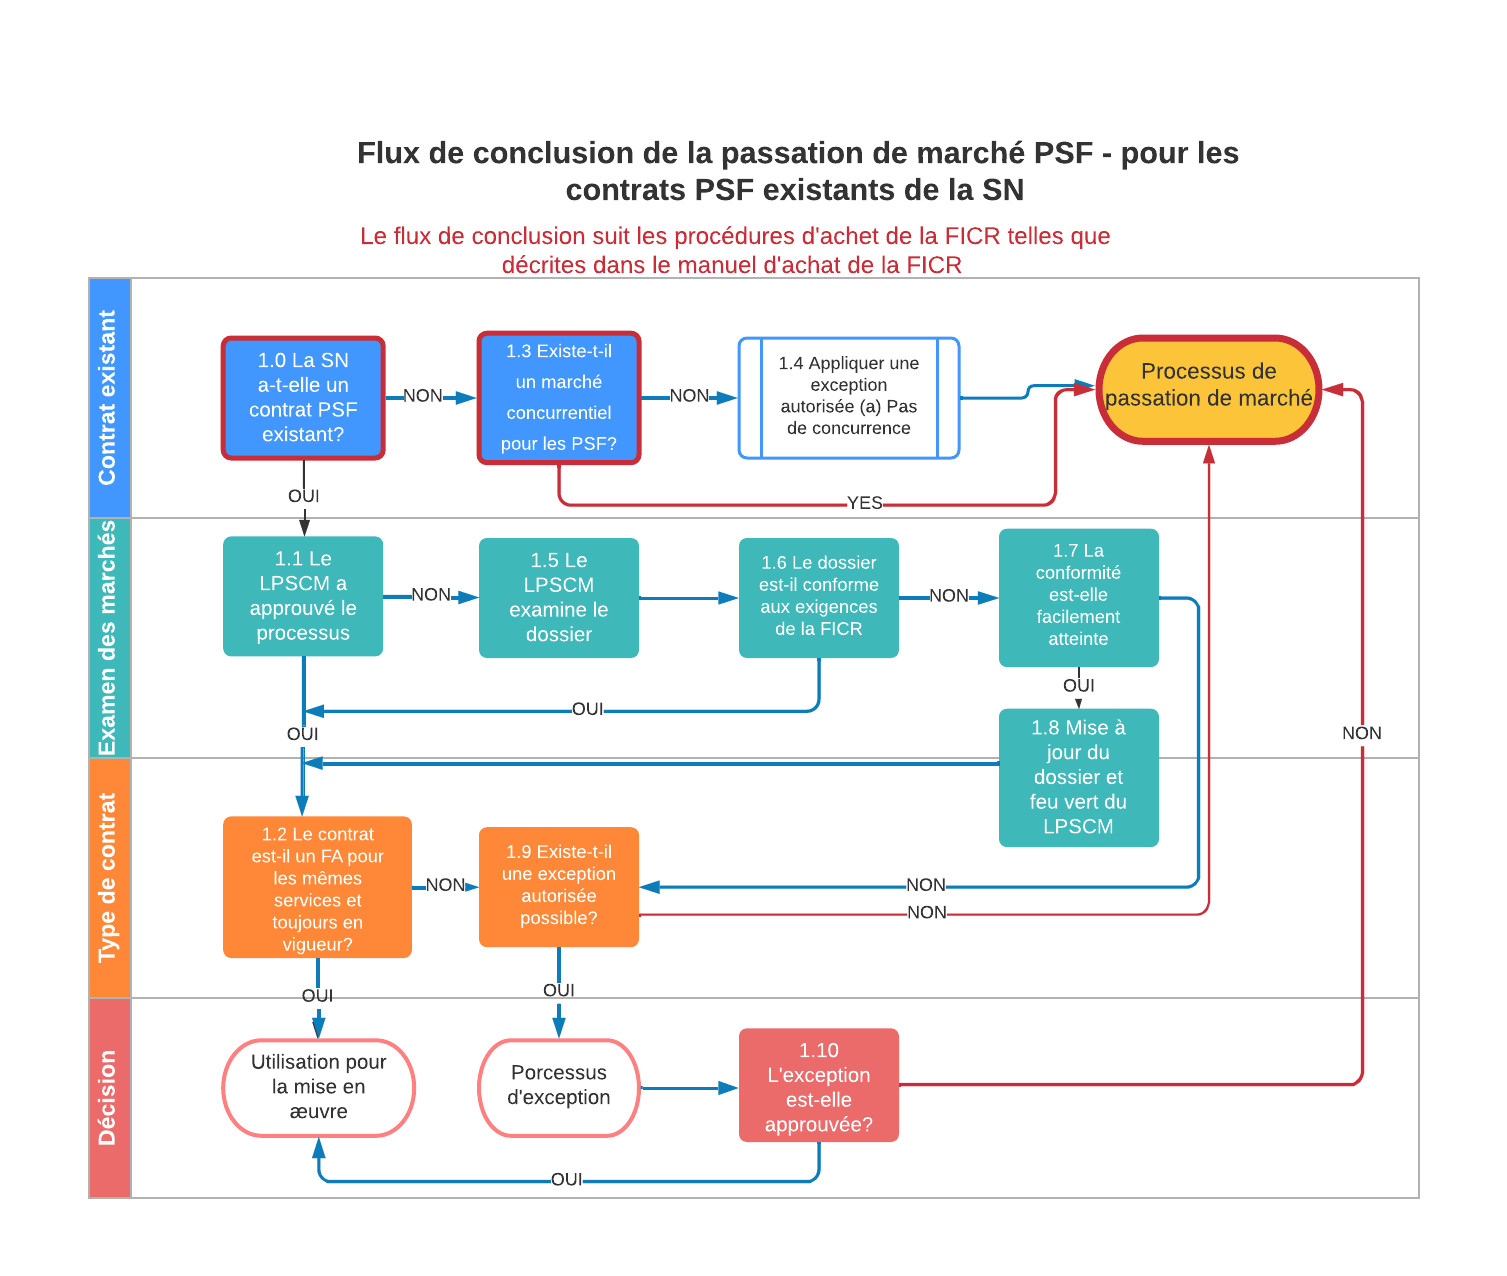 Flux de conclusion de la passation de marché PSF - pour les
contrats PSF existants de la SN
Le flux de conclusion suit les procédures d'achet de la FICR telles que
décrites dans le manuel d'achat de la FICR
Contrat existant
1.0 La SN
a-t-elle un
contrat PSF
existant?
NON
1.3 Existe-t-il
un marché
concurrentiel
pour les PSF?
NON
1.4 Appliquer une
exception
autorisée (a) Pas
de concurrence
Processus de
passation de marché
OUI
YES
Examen des marchés
1.1 Le
LPSCM a
approuvé le
processus
NON
1.5 Le
LPSCM
examine le
dossier
1.6 Le dossier
est-il conforme
aux exigences
de la FICR
NON
1.7 La
conformité
est-elle
facilement
atteinte
OUI
OUI
OUI
NON
1.8 Mise à
jour du
dossier et
feu vert du
LPSCM
Type de contrat
1.2 Le contrat
est-il un FA pour
les mêmes
services et
toujours en
vigueur?
NON
1.9 Existe-t-il
une exception
autorisée
possible?
NON
NON
OUI
OUI
Décision
Utilisation pour
la mise en
æuvre
Porcessus
d'exception
1.10
L'exception
est-elle
approuvée?
OUI